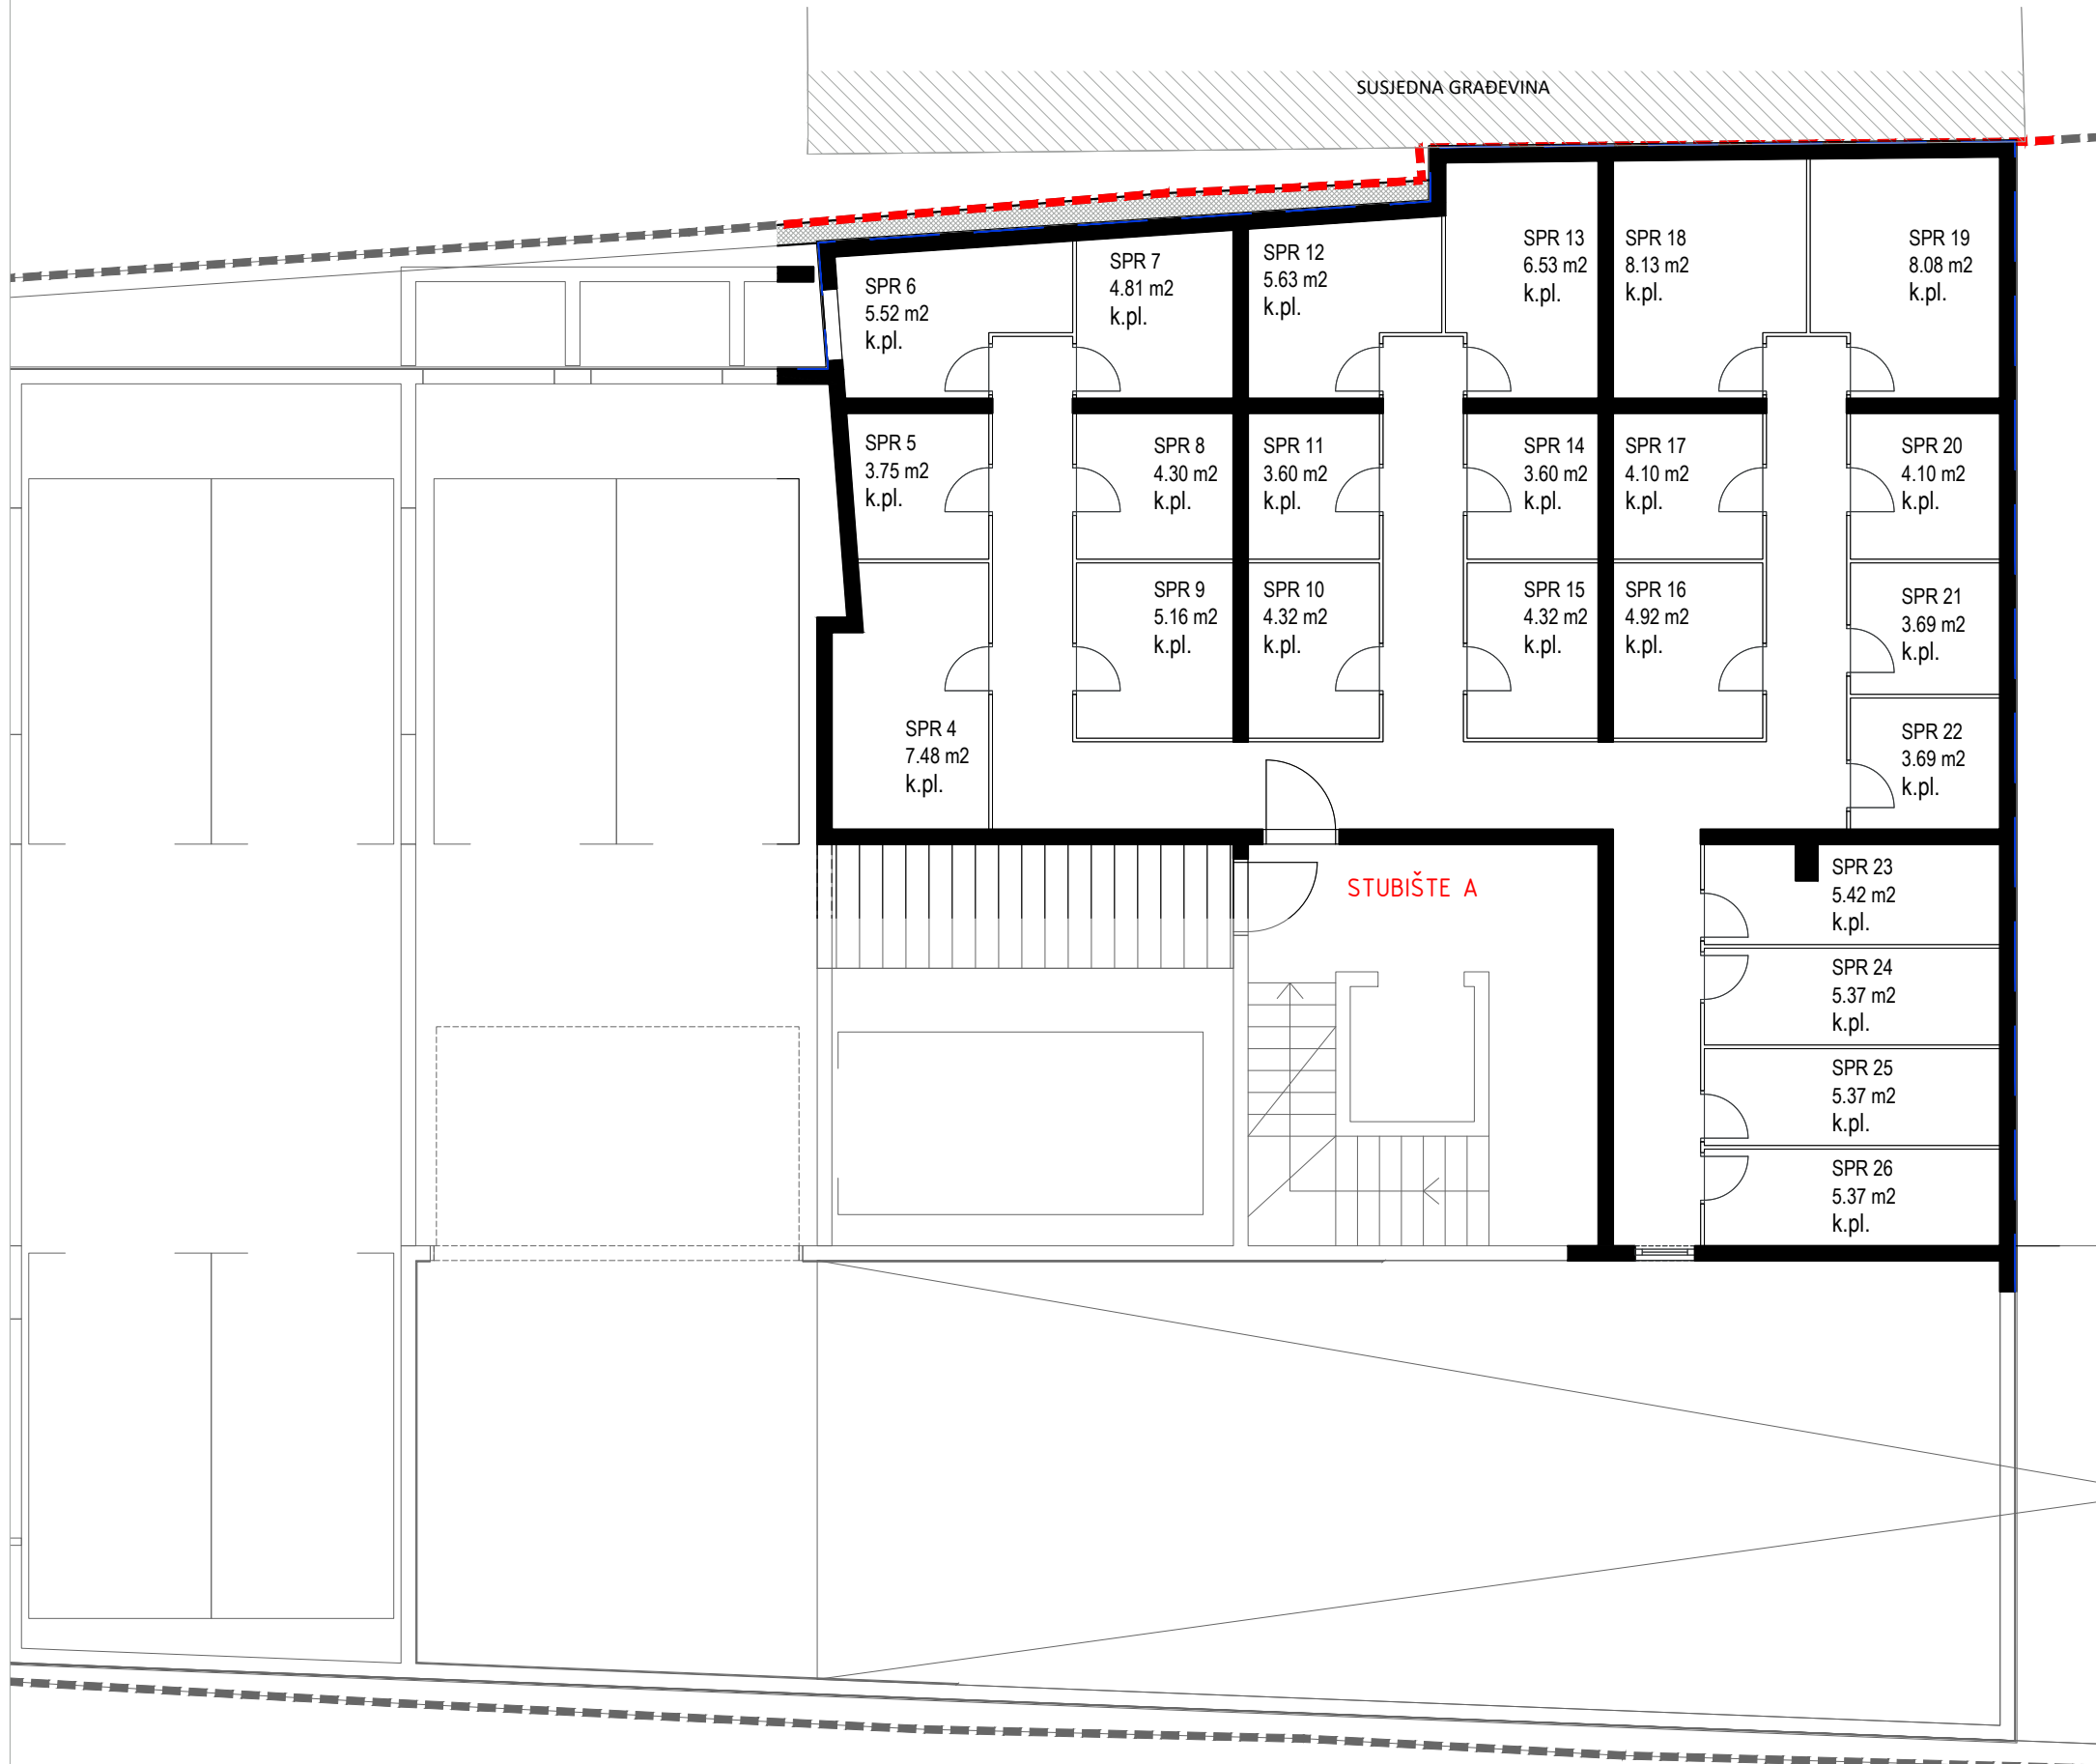 SUSJEDNA GRAĐEVINA
SPR 6
5.52 m2
k.pl.
SPR 7
4.81 m2
k.pl.
SPR 12
5.63 m2
k.pl.
SPR 13
6.53 m2
k.pl.
SPR 18
8.13 m2
k.pl.
SPR 19
8.08 m2
k.pl.
SPR 5
3.75 m2
k.pl.
SPR 8
4.30 m2
k.pl.
SPR 11
3.60 m2
k.pl.
SPR 14
3.60 m2
k.pl.
SPR 17
4.10 m2
k.pl.
SPR 20
4.10 m2
k.pl.
SPR 9
5.16 m2
k.pl.
SPR 10
4.32 m2
k.pl.
SPR 15
4.32 m2
k.pl.
SPR 16
4.92 m2
k.pl.
SPR 21
3.69 m2
k.pl.
SPR 4
7.48 m2
k.pl.
SPR 22
3.69 m2
k.pl.
STUBIŠTE A
SPR 23
5.42 m2
k.pl.
SPR 24
5.37 m2
k.pl.
SPR 25
5.37 m2
k.pl.
SPR 26
5.37 m2
k.pl.